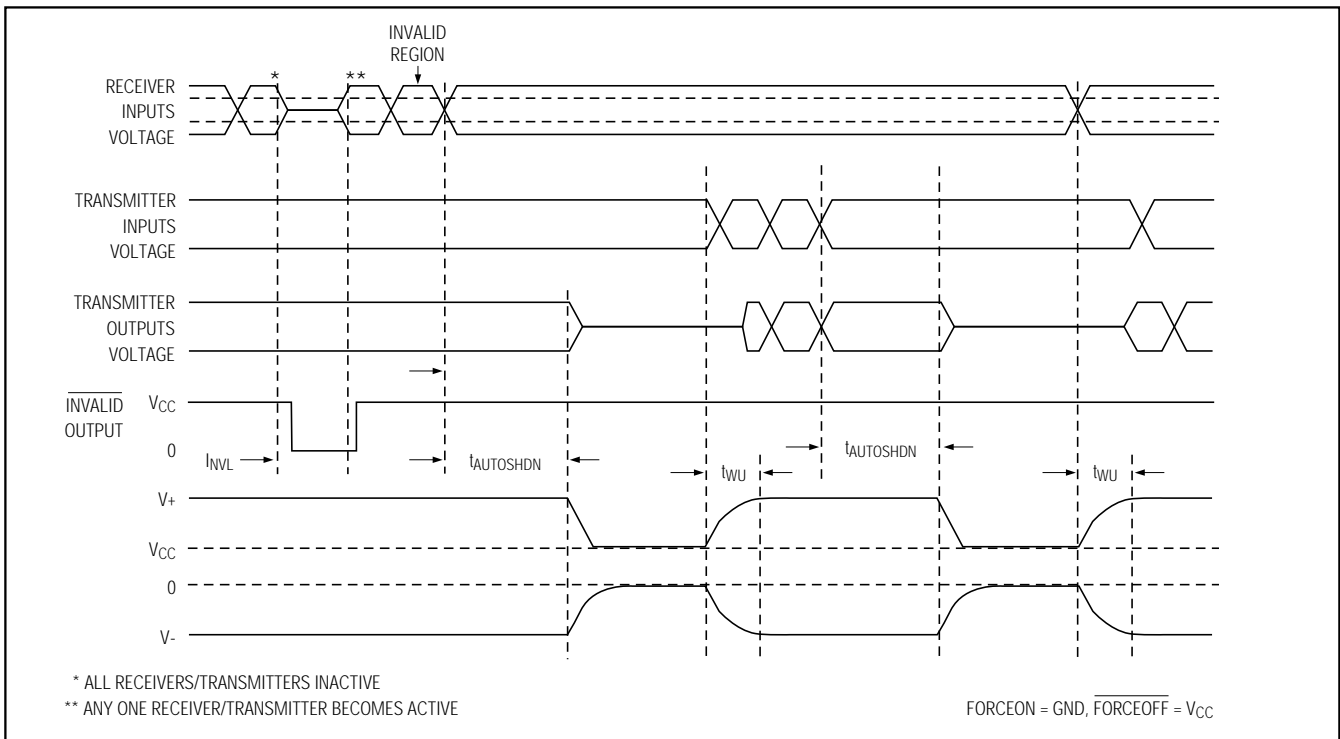 INVALID
REGION
*
**
RECEIVER
INPUTS
VOLTAGE
TRANSMITTER
INPUTS
VOLTAGE
TRANSMITTER
OUTPUTS
VOLTAGE
INVALID
OUTPUT
VCC
0
INVL
tAUTOSHDN
tWU
tAUTOSHDN
tWU
V+
VCC
0
V-
* ALL RECEIVERS/TRANSMITTERS INACTIVE
** ANY ONE RECEIVER/TRANSMITTER BECOMES ACTIVE
FORCEON = GND, FORCEOFF = VCC